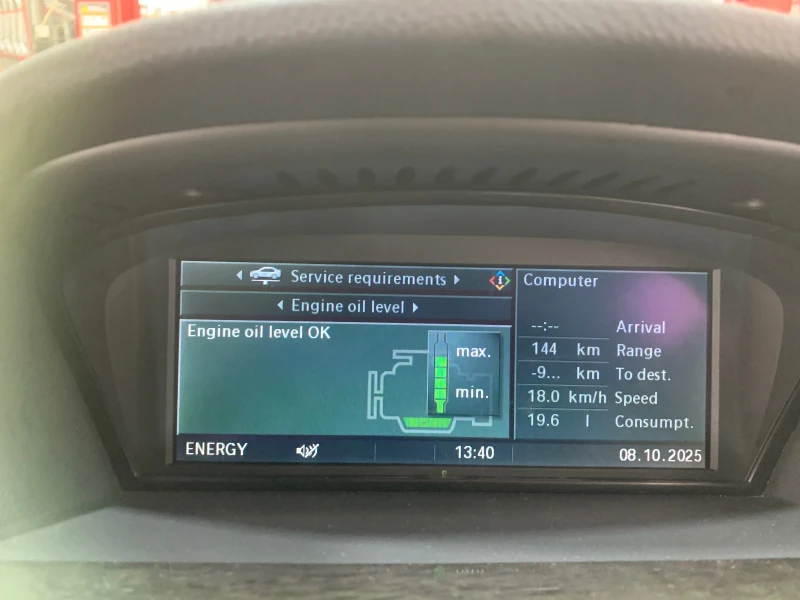 Service requirements
Engine oil level
Engine oil level OK
max.
min.
Computer
--:-- Arrival
144 km Range
-9... km To dest.
18.0 km/h Speed
19.6 l Consumpt.
ENERGY 13:40 08.10.2025